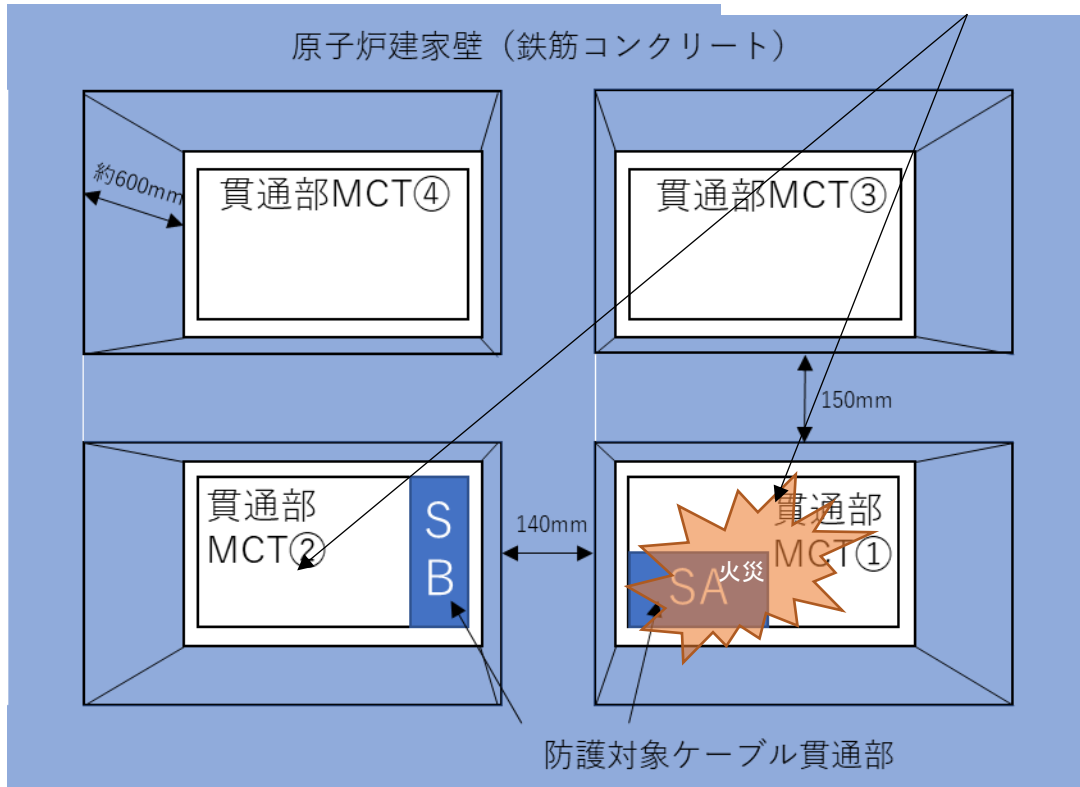 原子炉建家壁（鉄筋コンクリート）
約600mm
貫通部MCT④
貫通部MCT③
150mm
貫通部
MCT②
S
B
140mm
貫通部
MCT①
火災
SA
防護対象ケーブル貫通部